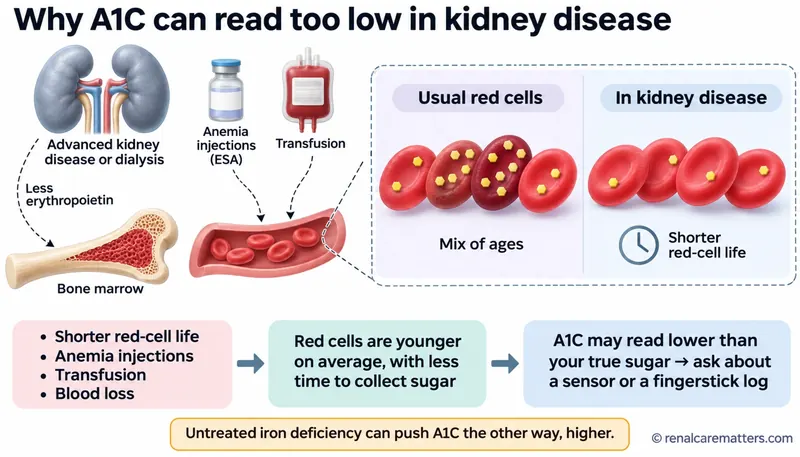 Why A1C can read too low in kidney disease
Advanced kidney
disease or dialysis
Anemia
injections
(ESA)
Transfusion
Less
erythropoietin
Bone marrow
Usual red cells
Mix of ages
In kidney disease
Shorter
red-cell life
• Shorter red-cell life
• Anemia injections
• Transfusion
• Blood loss
Red cells are younger
on average, with less
time to collect sugar
A1C may read lower than
your true sugar → ask about
a sensor or a fingerstick log
Untreated iron deficiency can push A1C the other way, higher.
© renalcarematters.com